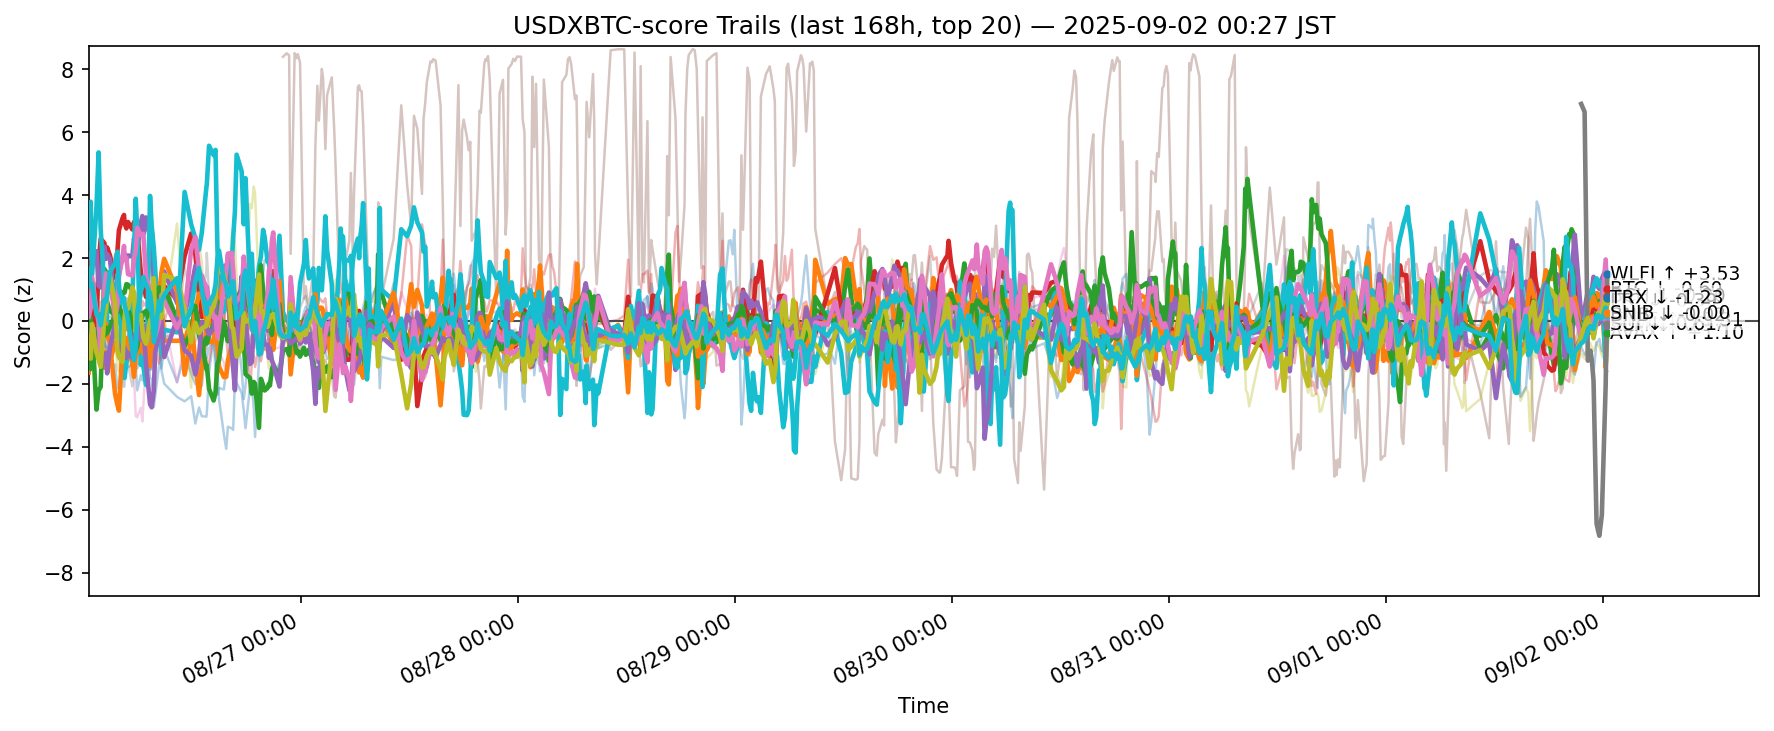 USDXBTC-score Trails (last 168h, top 20) — 2025-09-02 00:27 JST
Score (z)
8
6
4
2
0
−2
−4
−6
−8
WLFI ↑ +3.53
TRX ↓ -1.23
SHIB ↓ -0.00
AVAX ↑ +1.10
08/27 00:00
08/28 00:00
08/29 00:00
08/30 00:00
08/31 00:00
09/01 00:00
09/02 00:00
Time